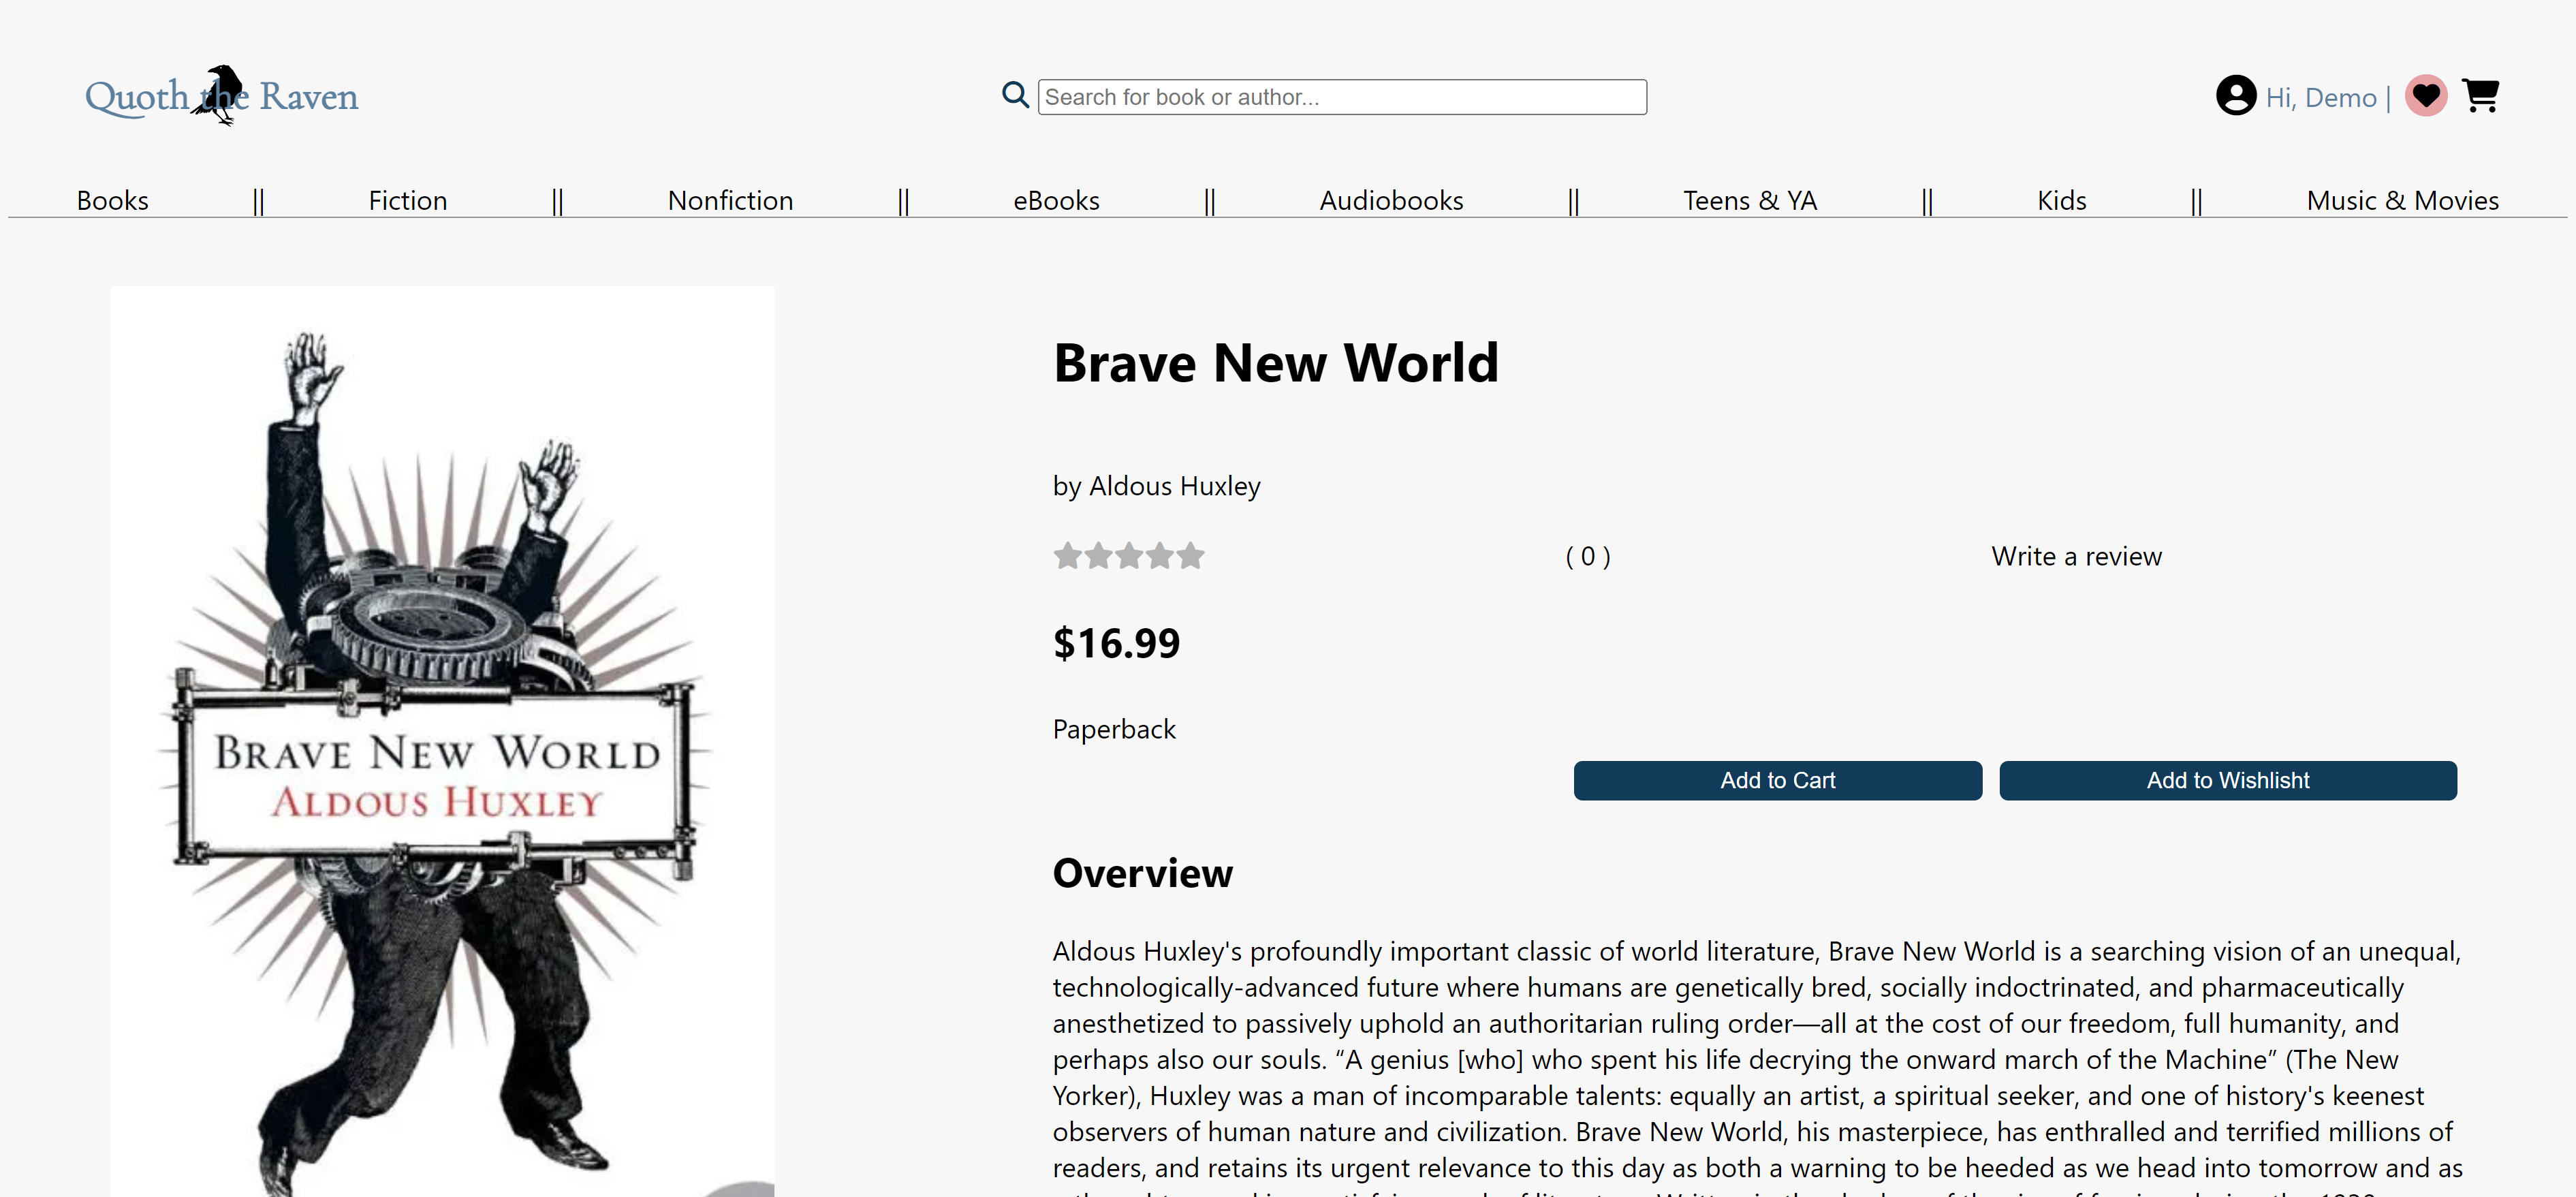 Quoth the Raven
Search for book or author...
Hi, Demo |
Books || Fiction || Nonfiction || eBooks || Audiobooks || Teens & YA || Kids || Music & Movies
BRAVE NEW WORLD
ALDOUS HUXLEY
Brave New World
by Aldous Huxley
( 0 ) Write a review
$16.99
Paperback
Add to Cart Add to Wishlisht
Overview
Aldous Huxley's profoundly important classic of world literature, Brave New World is a searching vision of an unequal,
technologically-advanced future where humans are genetically bred, socially indoctrinated, and pharmaceutically
anesthetized to passively uphold an authoritarian ruling order—all at the cost of our freedom, full humanity, and
perhaps also our souls. “A genius [who] who spent his life decrying the onward march of the Machine” (The New
Yorker), Huxley was a man of incomparable talents: equally an artist, a spiritual seeker, and one of history's keenest
observers of human nature and civilization. Brave New World, his masterpiece, has enthralled and terrified millions of
readers, and retains its urgent relevance to this day as both a warning to be heeded as we head into tomorrow and as